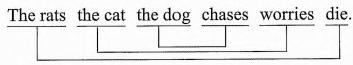 The rats the cat the dog chases worries die.